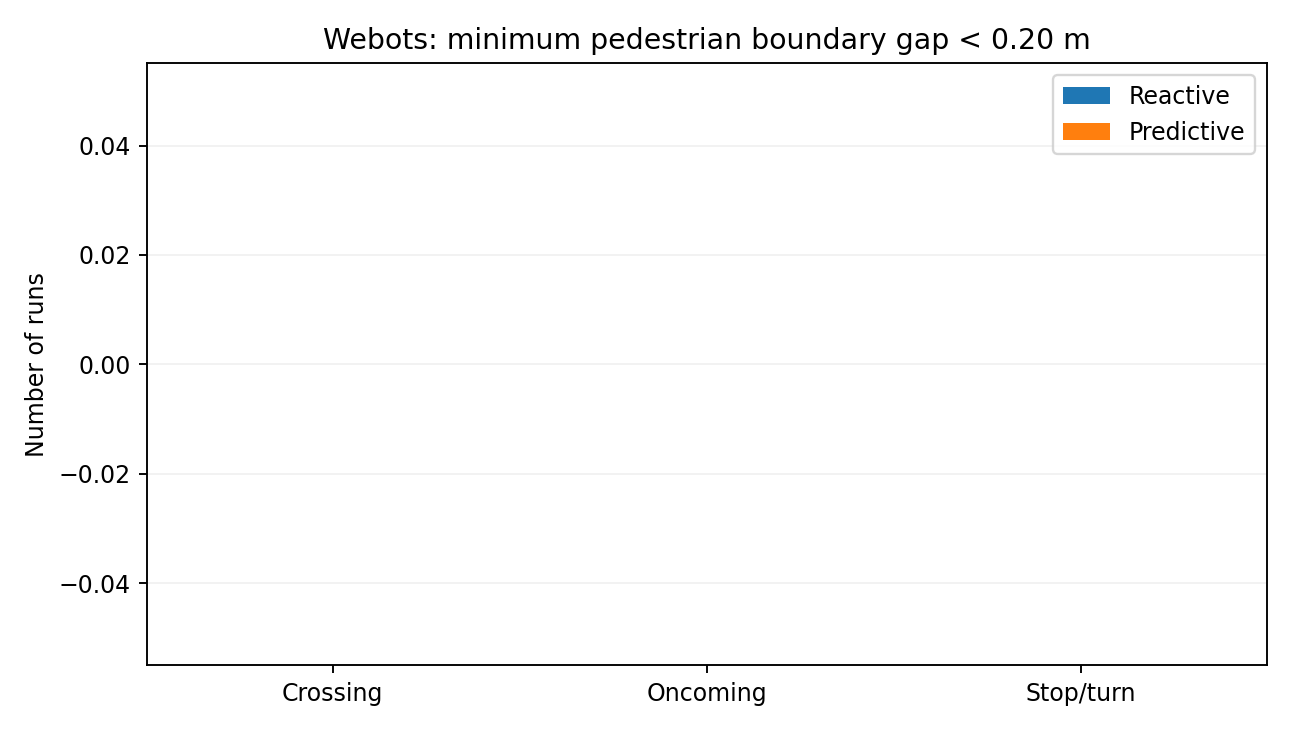 Webots: minimum pedestrian boundary gap < 0.20 m
Reactive
Predictive
Number of runs
0.04
0.02
0.00
−0.02
−0.04
Crossing
Oncoming
Stop/turn